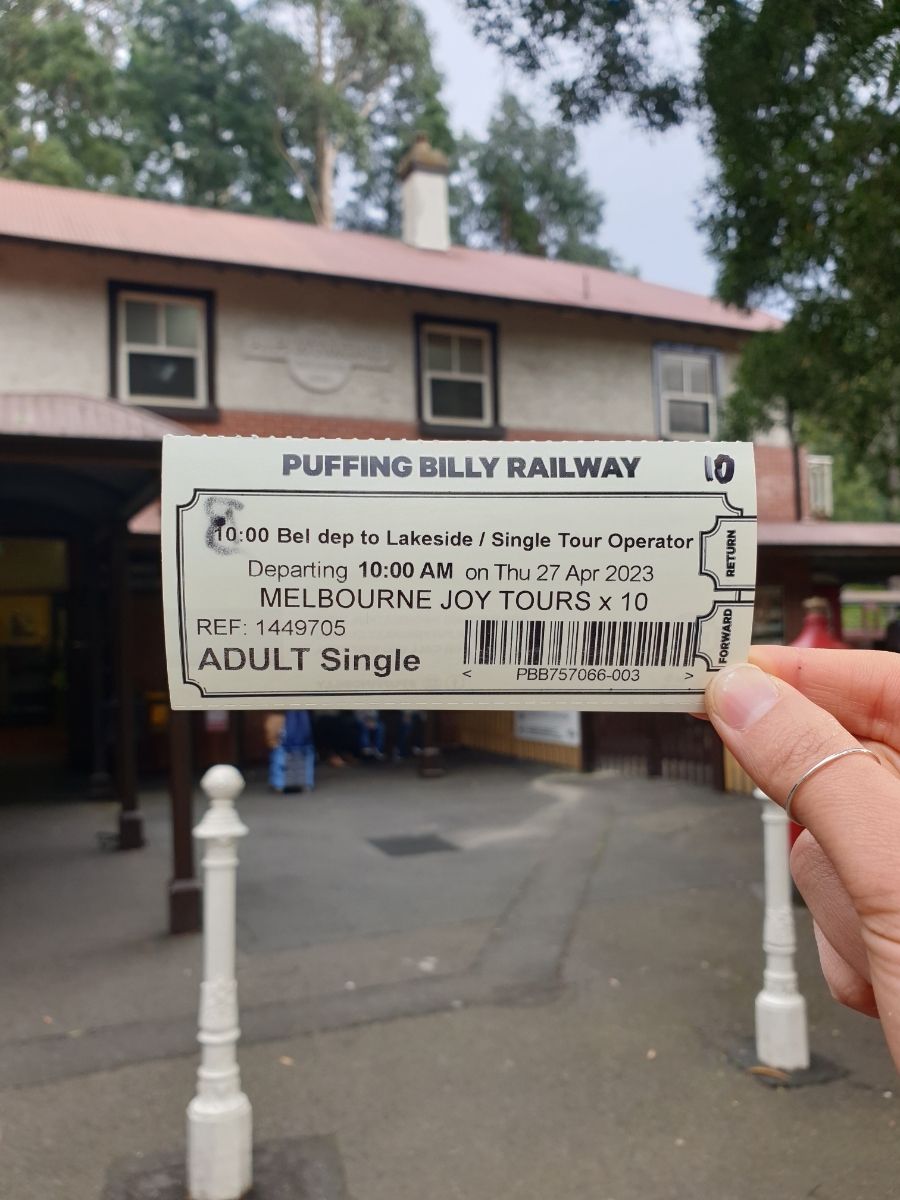 PUFFING BILLY RAILWAY 10
10:00 Bel dep to Lakeside / Single Tour Operator
Departing 10:00 AM on Thu 27 Apr 2023
MELBOURNE JOY TOURS x 10
REF: 1449705
ADULT Single
< PBB757066-003 >
RETURN
FORWARD